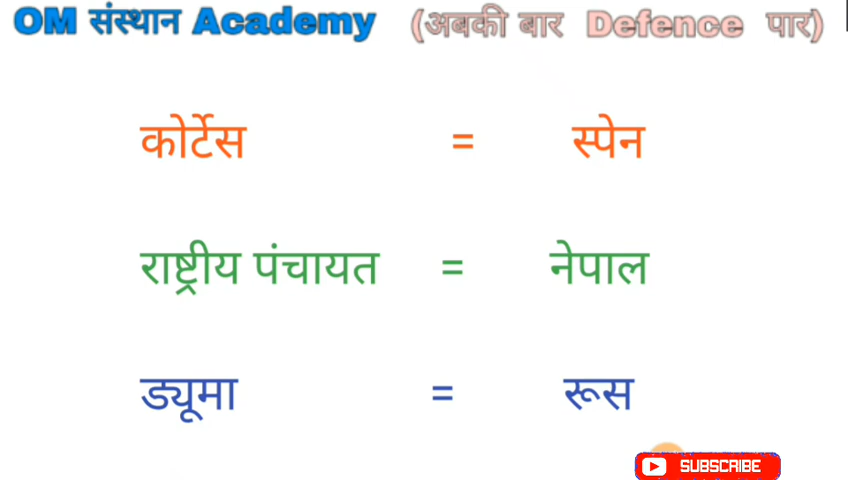 OM संस्थान Academy (अबकी बार Defence पार)
कोर्टेस = स्पेन
राष्ट्रीय पंचायत = नेपाल
ड्यूमा = रूस
SUBSCRIBE